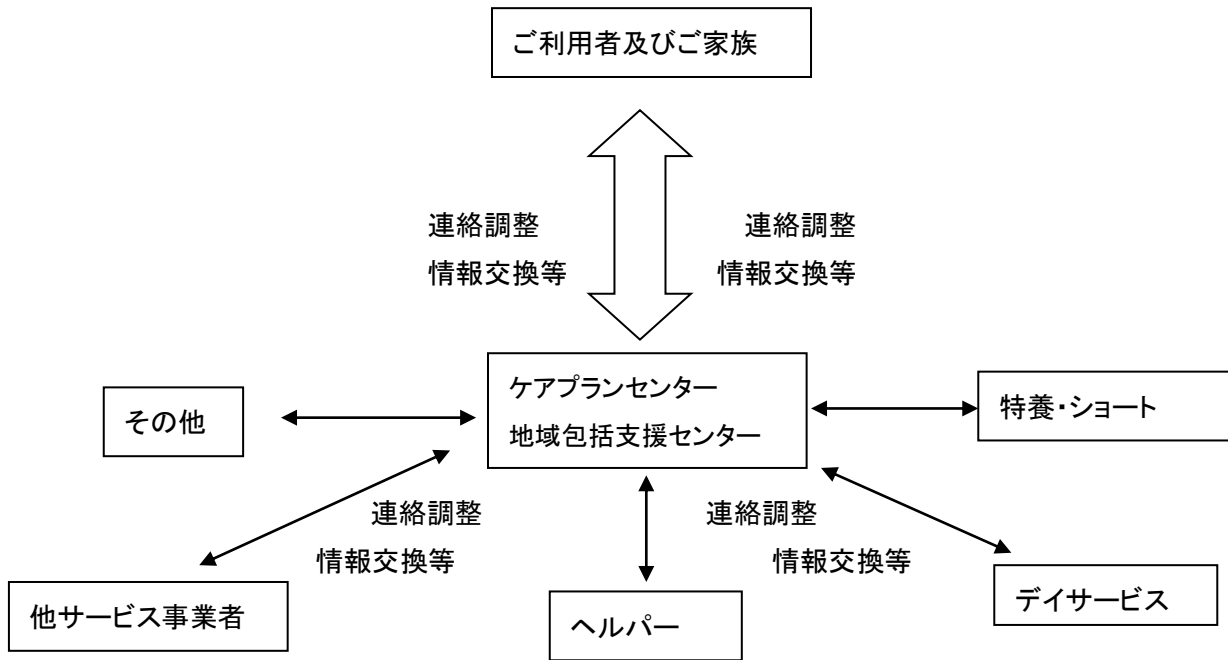 ご利用者及びご家族
連絡調整
情報交換等
連絡調整
情報交換等
ケアプランセンター
地域包括支援センター
その他
特養・ショート
連絡調整
情報交換等
連絡調整
情報交換等
他サービス事業者
ヘルパー
デイサービス